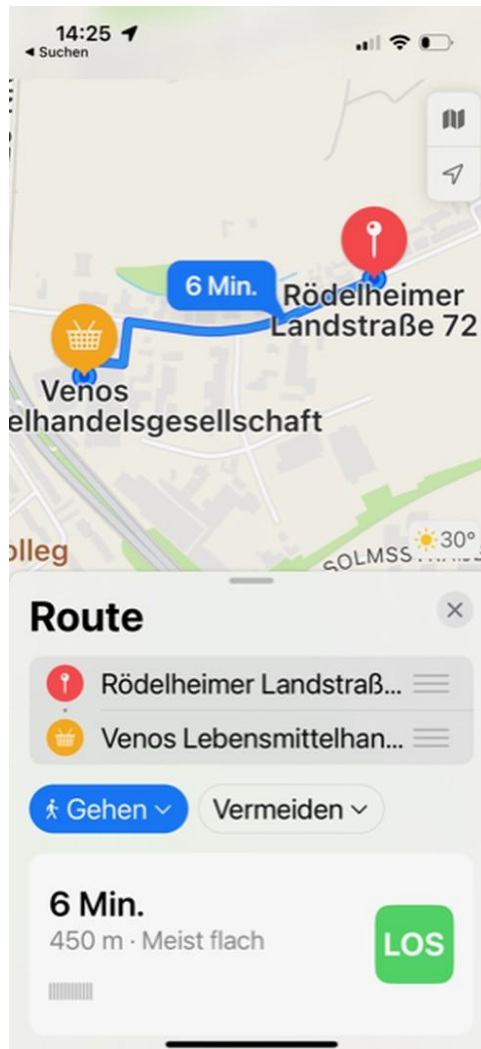 14:25
Suchen
6 Min.
Rödelheimer
Landstraße 72
Venos
elhandelsgesellschaft
olleg
30°
Route
Rödelheimer Landstraß...
Venos Lebensmittelhan...
Gehen
Vermeiden
6 Min.
450 m · Meist flach
LOS